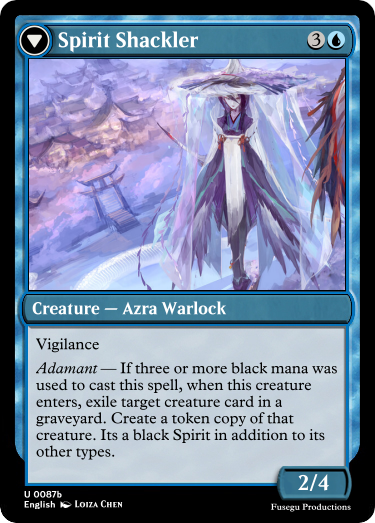 Spirit Shackler
3
Creature — Azra Warlock
Vigilance
Adamant — If three or more black mana was
used to cast this spell, when this creature
enters, exile target creature card in a
graveyard. Create a token copy of that
creature. Its a black Spirit in addition to its
other types.
2/4
U 0087b
English Loiza Chen
Fusegu Productions